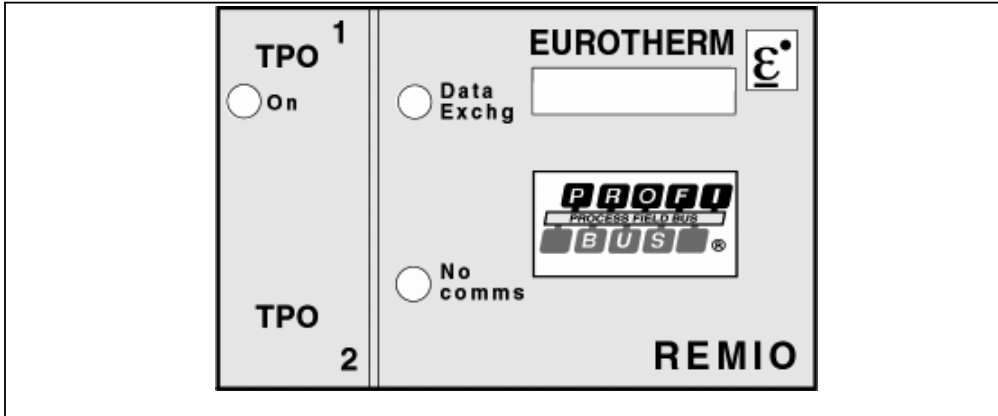 TPO 1
On
TPO
2
EUROTHERM ε
Data
Exchg
PROFI
PROCESS FIELD BUS
BUS ®
No
comms
REMIO